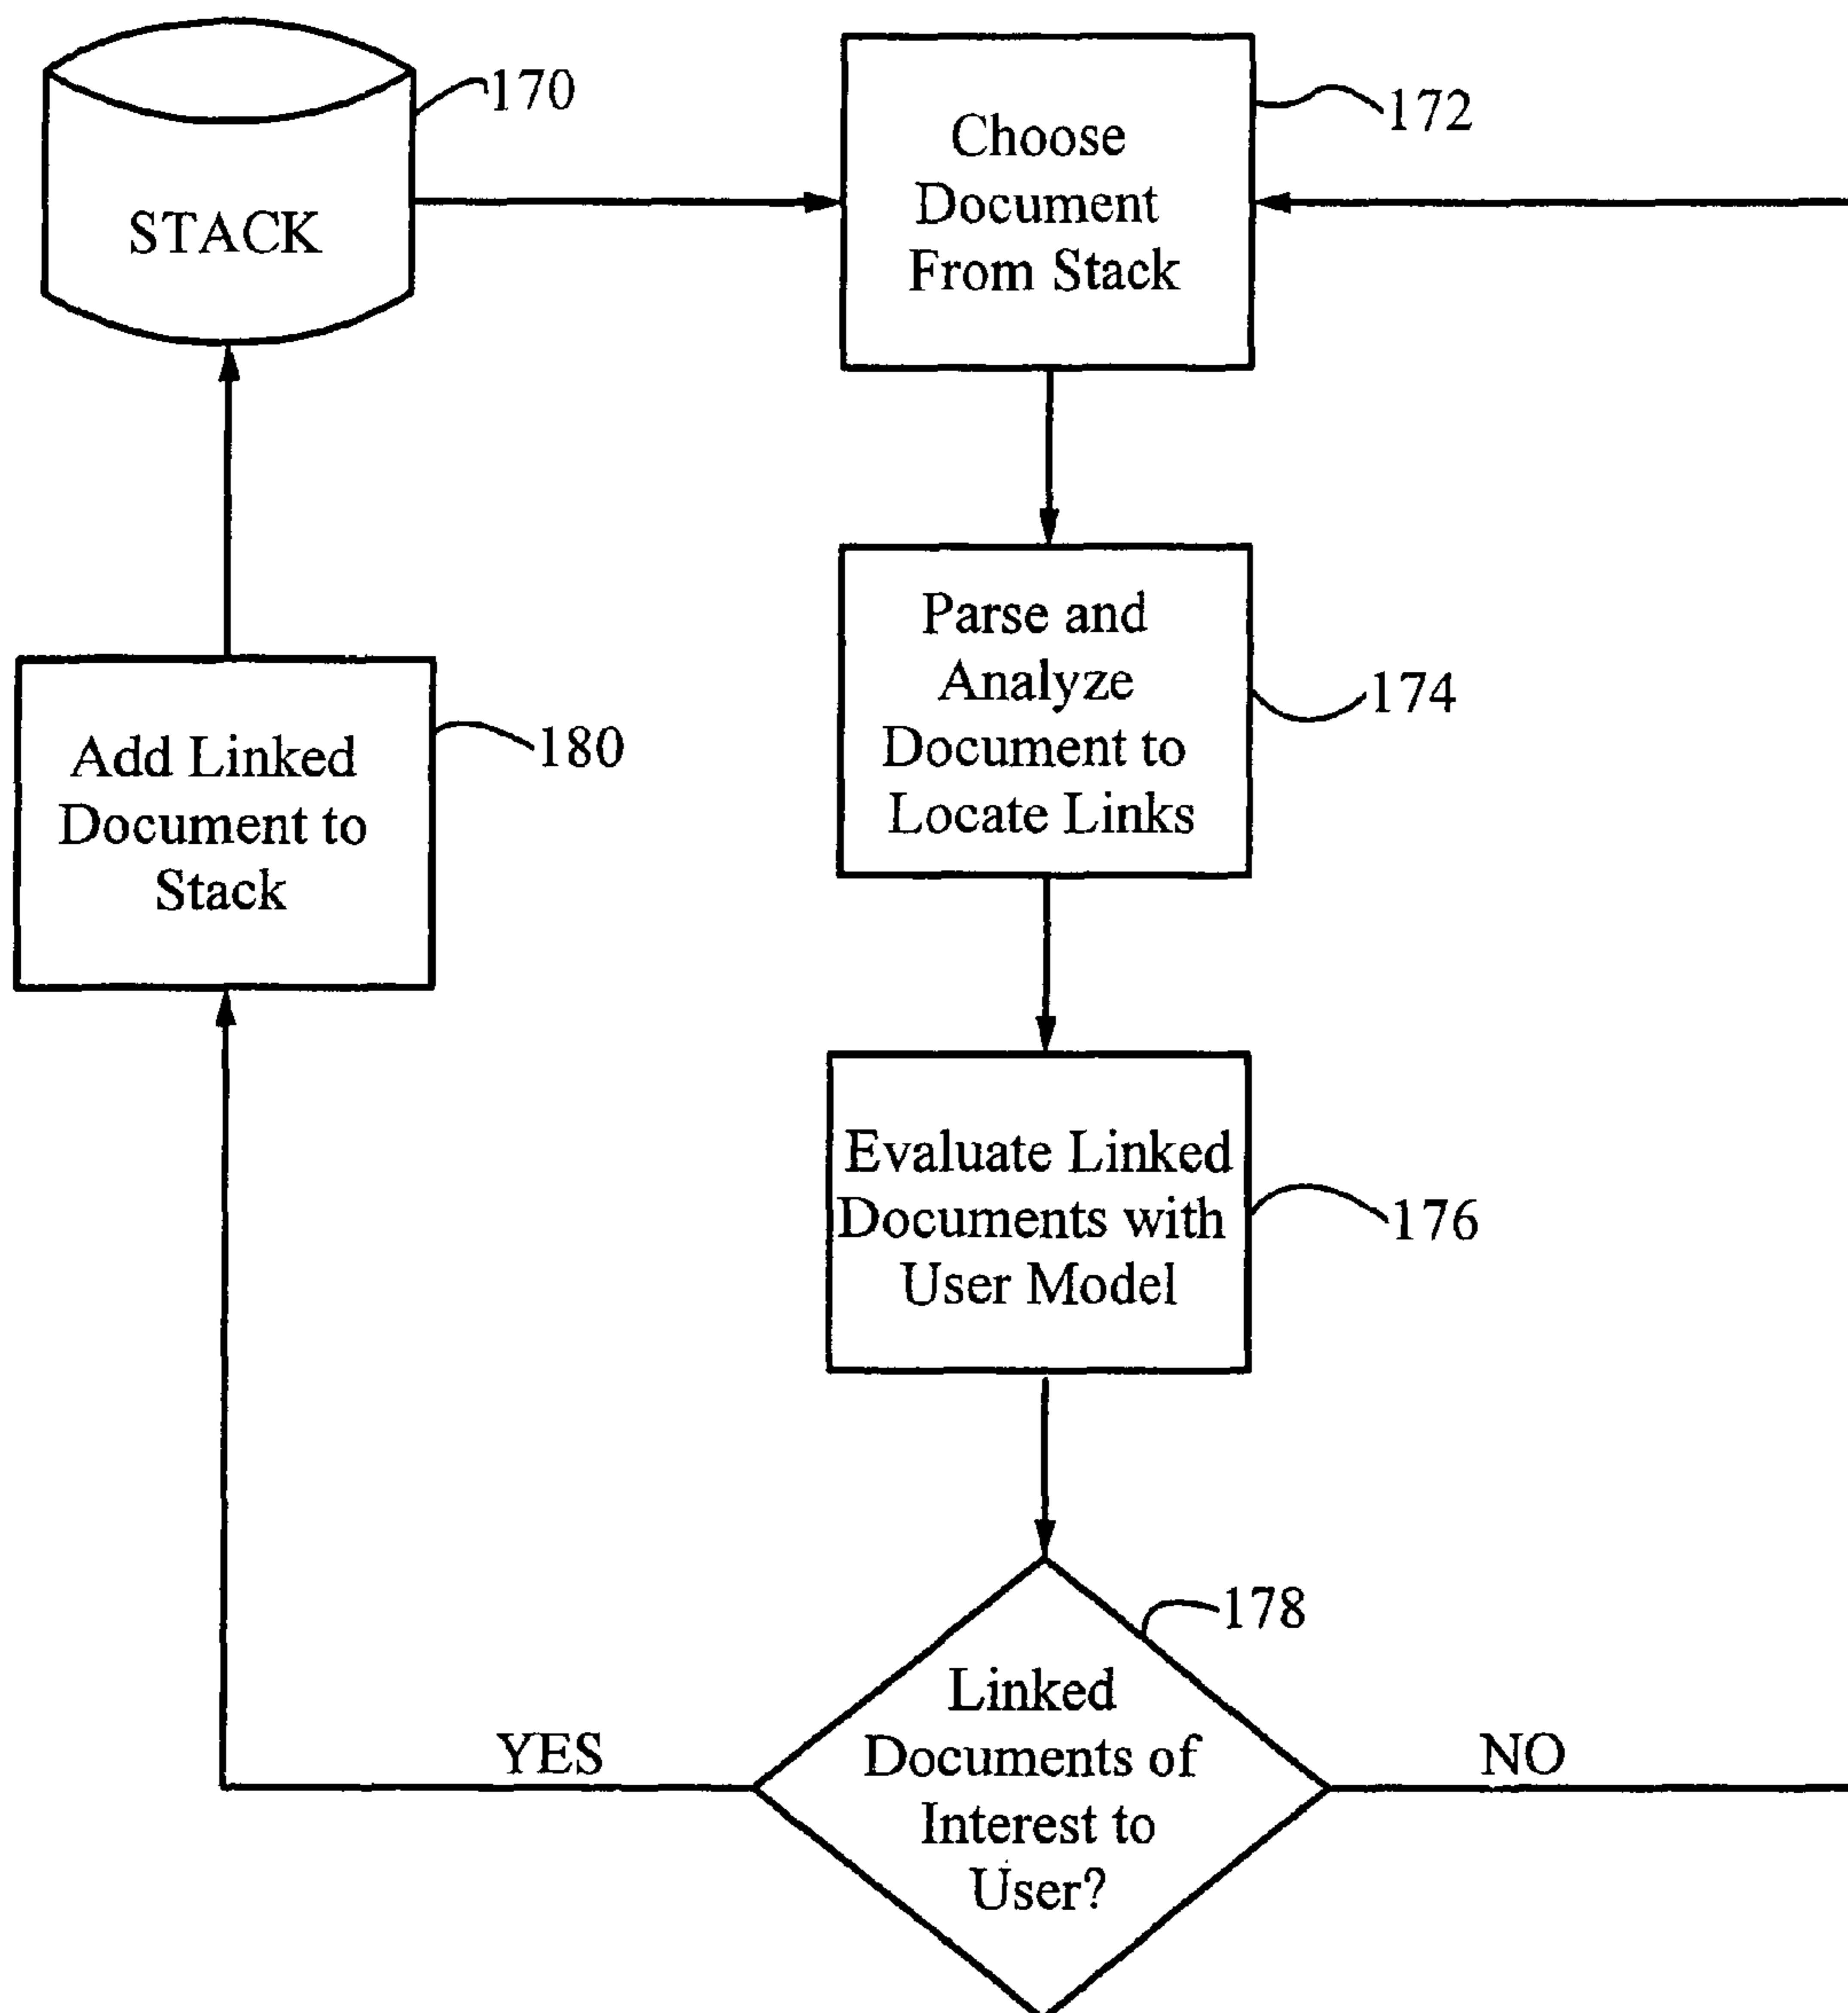 170
STACK
Choose
Document
From Stack
172
Parse and
Analyze
Document to
Locate Links
174
Add Linked
Document to
Stack
180
Evaluate Linked
Documents with
User Model
176
178
Linked
Documents of
Interest to
User?
YES
NO